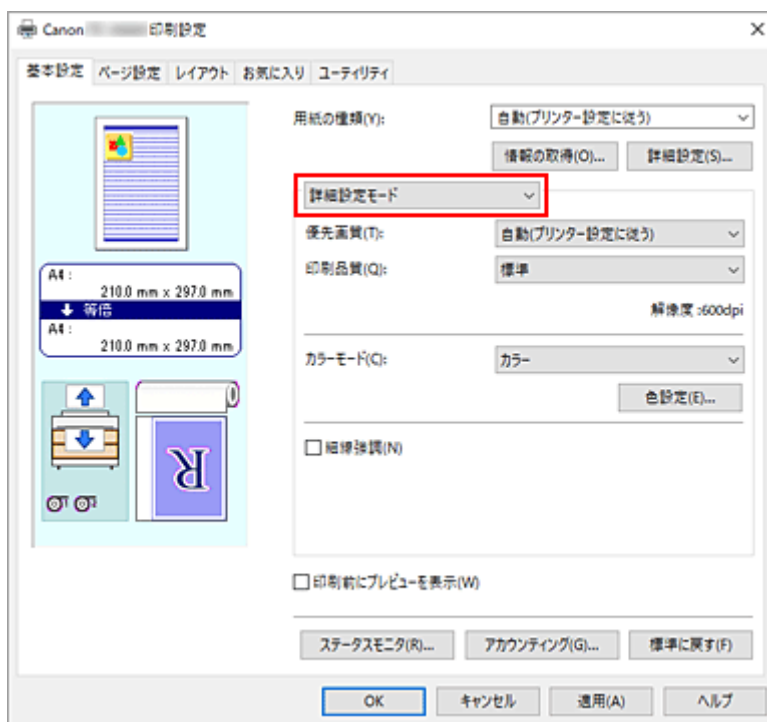 Canon 印刷設定
基本設定 ページ設定 レイアウト お気に入り ユーティリティ
用紙の種類(Y): 自動(プリンター設定に従う)
情報の取得(O)... 詳細設定(S)...
詳細設定モード
優先画質(T): 自動(プリンター設定に従う)
印刷品質(Q): 標準
解像度 :600dpi
カラーモード(C): カラー
色設定(E)...
細線強調(N)
A4 :
210.0 mm x 297.0 mm
等倍
A4 :
210.0 mm x 297.0 mm
R
印刷前にプレビューを表示(W)
ステータスモニタ(R)... アカウンティング(G)... 標準に戻す(F)
OK キャンセル 適用(A) ヘルプ